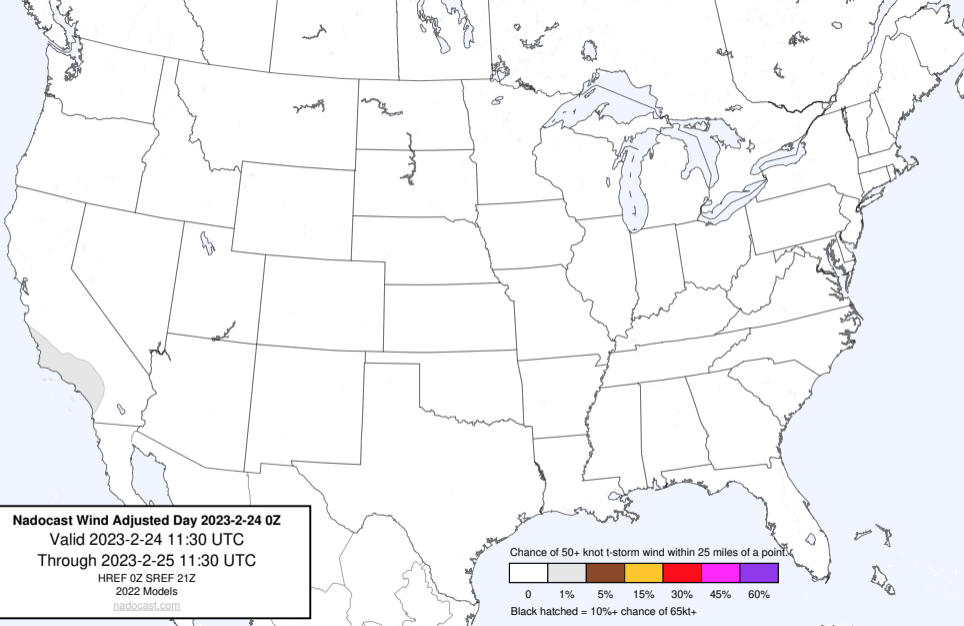 Nadocast Wind Adjusted Day 2023-2-24 0Z
Valid 2023-2-24 11:30 UTC
Through 2023-2-25 11:30 UTC
HREF 0Z SREF 21Z
2022 Models
nadocast.com
Chance of 50+ knot t-storm wind within 25 miles of a point.
0 1% 5% 15% 30% 45% 60%
Black hatched = 10%+ chance of 65kt+